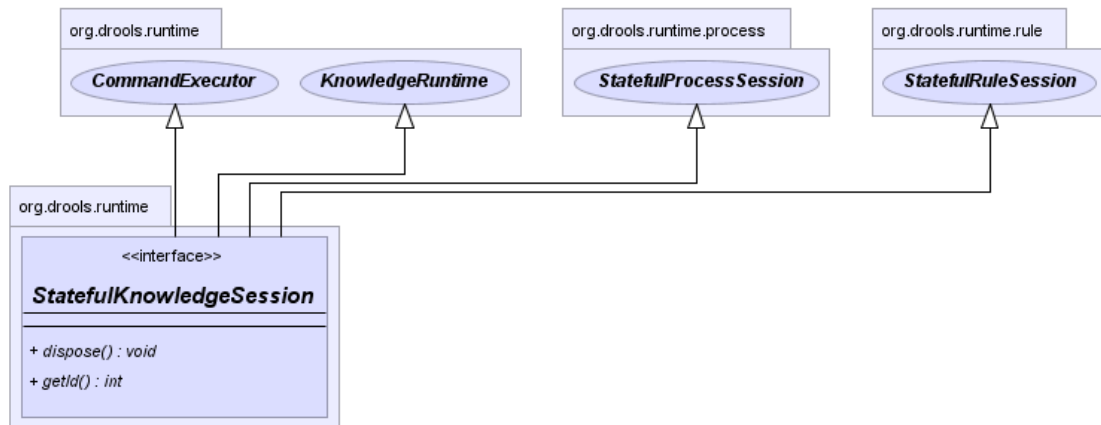 org.drools.runtime
org.drools.runtime.process
org.drools.runtime.rule
CommandExecutor
KnowledgeRuntime
StatefulProcessSession
StatefulRuleSession
org.drools.runtime
<<interface>>
StatefulKnowledgeSession
+ dispose() : void
+ getId() : int